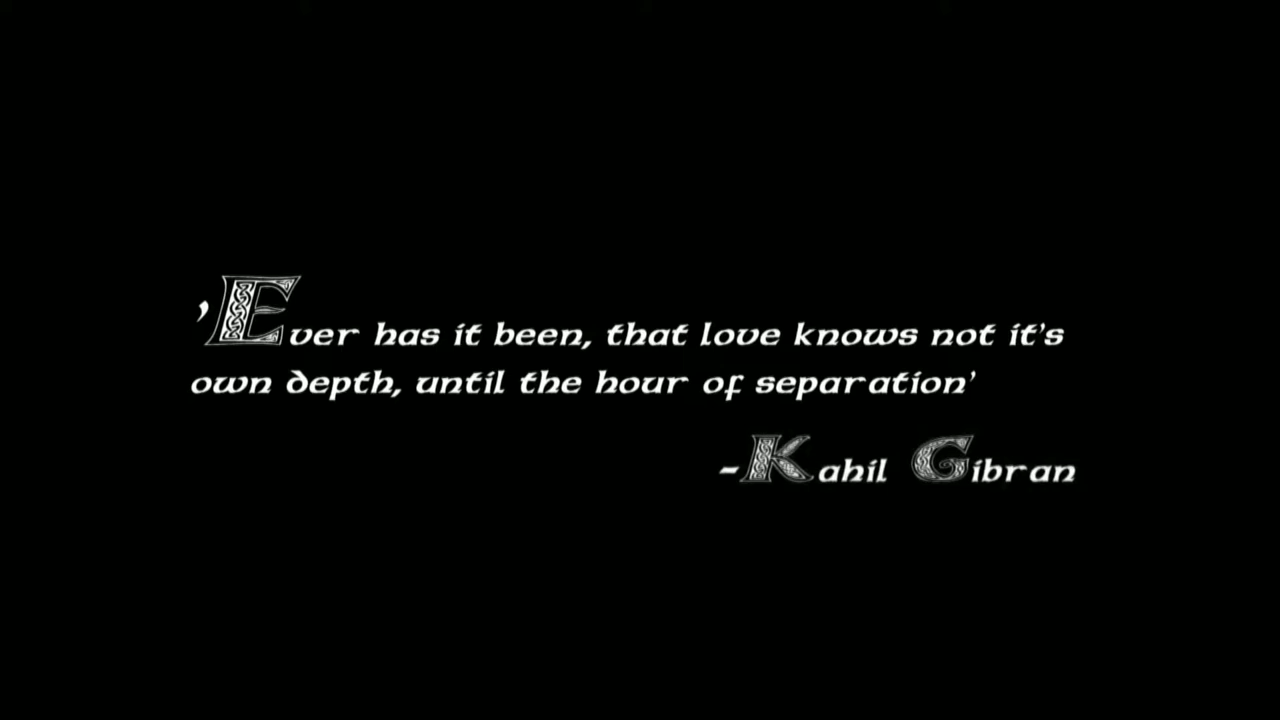 'Ever has it been, that love knows not it's
own depth, until the hour of separation'
-Kahil Gibran